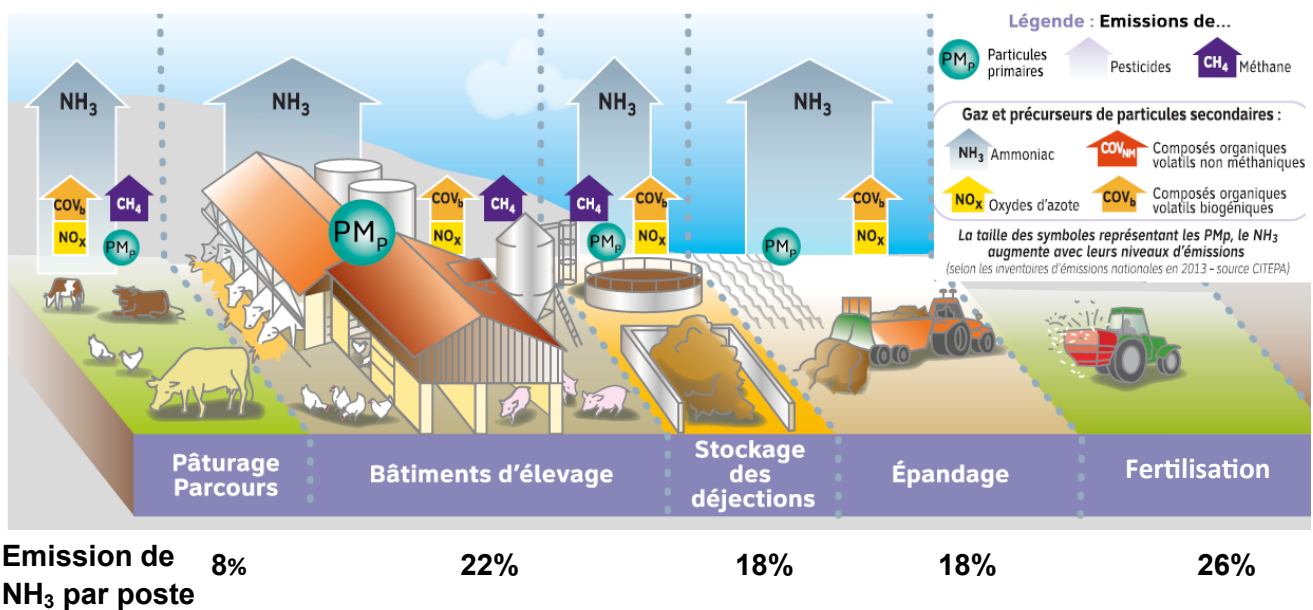 Légende : Emissions de...
PMp Particules
primaires
Pesticides
CH4 Méthane
Gaz et précurseurs de particules secondaires :
NH3 Ammoniac
COVNM Composés organiques
volatils non méthaniques
NOX Oxydes d'azote
COVb Composés organiques
volatils biogéniques
La taille des symboles représentant les PMp, le NH3
augmente avec leurs niveaux d'émissions
(selon les inventaires d'émissions nationales en 2013 – source CITEPA)
NH3
NH3
NH3
NH3
COVb
NOX
CH4
PMp
PMp
COVb
NOX
CH4
CH4
PMp
COVb
NOX
PMp
COVb
NOX
Pâturage
Parcours
Bâtiments d'élevage
Stockage
des
déjections
Épandage
Fertilisation
Emission de
NH3 par poste
8%
22%
18%
18%
26%